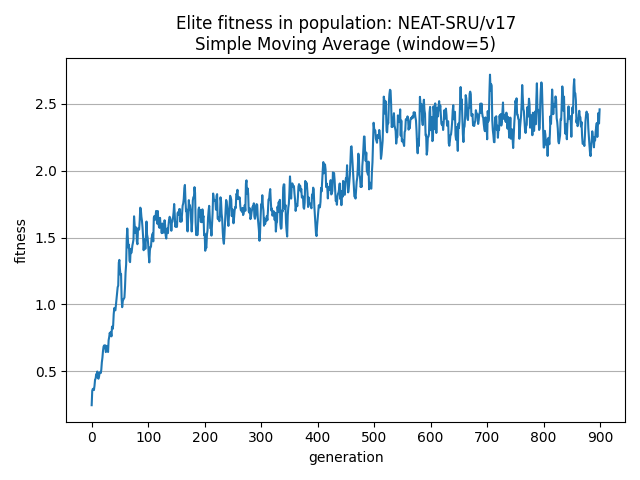 Elite fitness in population: NEAT-SRU/v17
Simple Moving Average (window=5)
fitness
2.5
2.0
1.5
1.0
0.5
0 100 200 300 400 500 600 700 800 900
generation